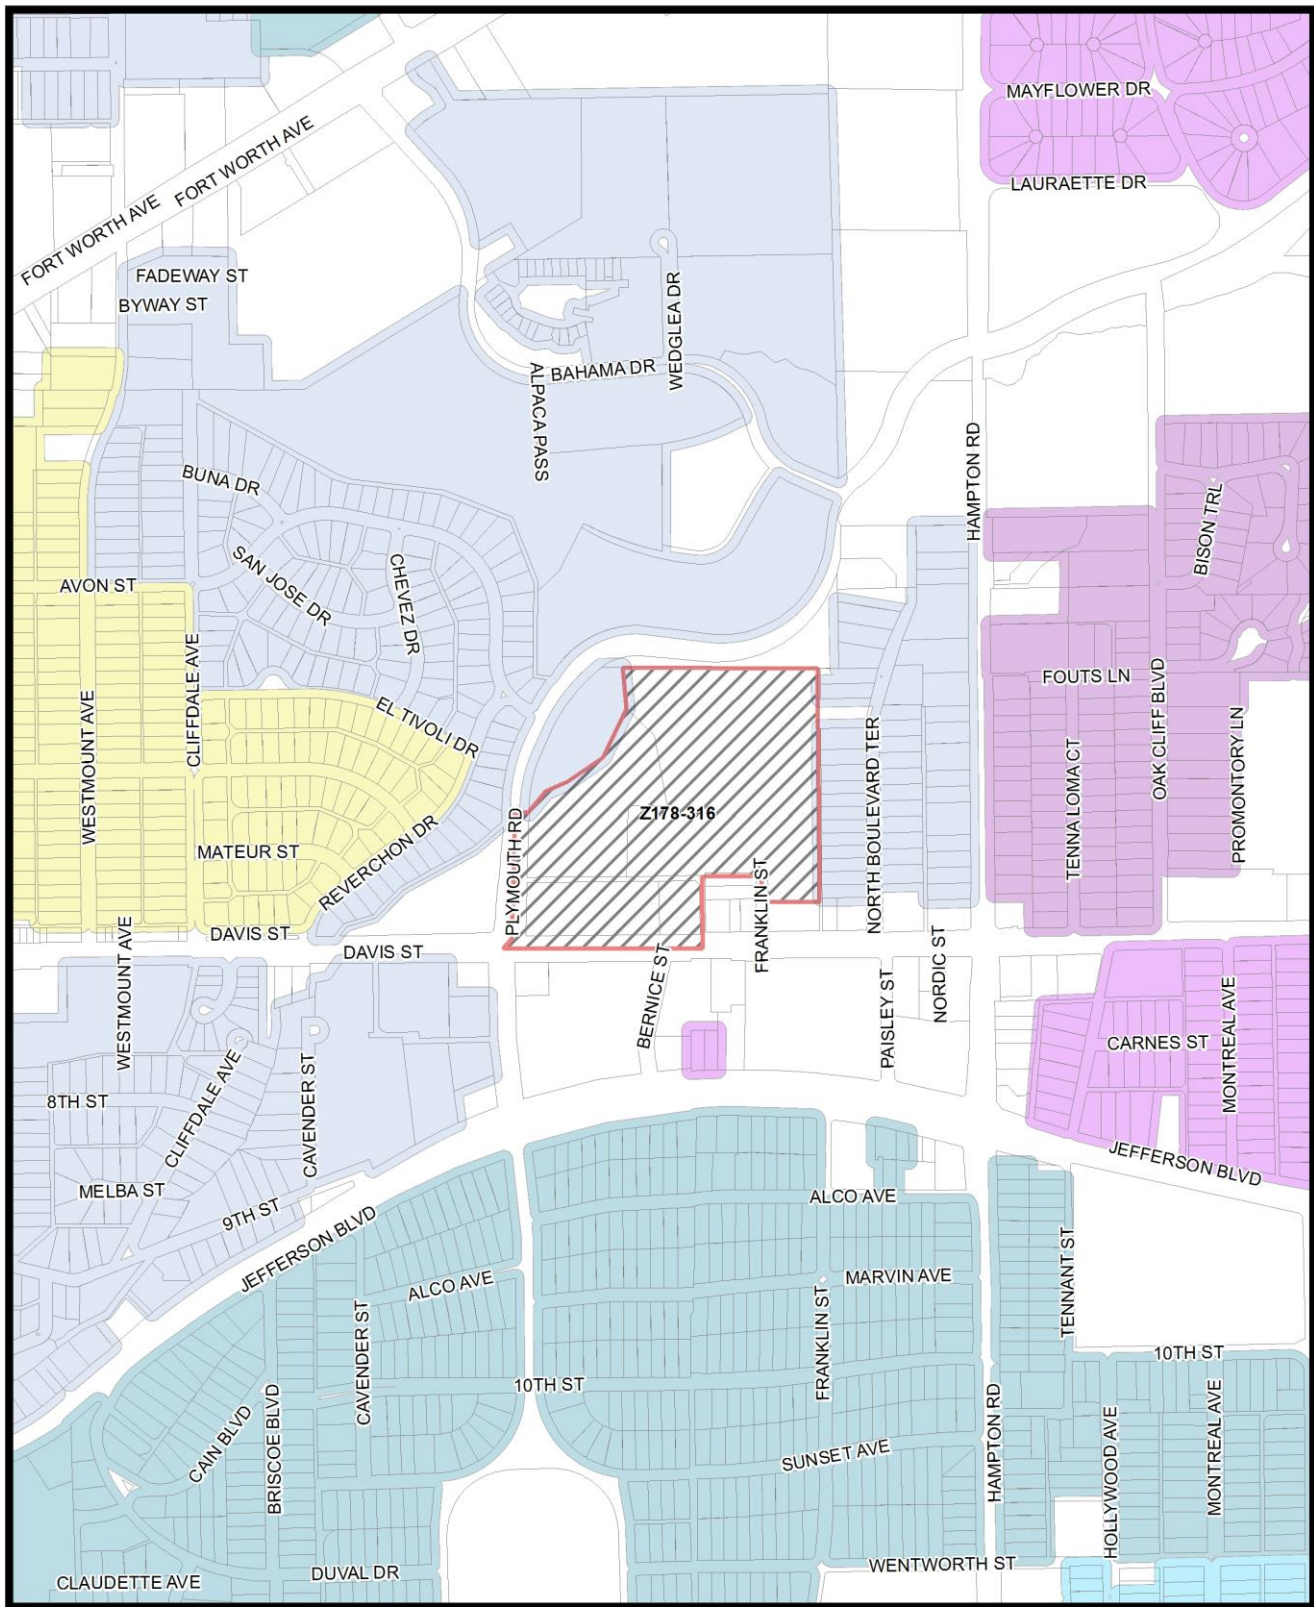 MAYFLOWER DR
FORT WORTH AVE
FORT WORTH AVE
LAURAETTE DR
FADEWAY ST
BYWAY ST
WEDGLEA DR
BAHAMA DR
ALPACA PASS
HAMPTON RD
BUNA DR
BISON TRL
SAN JOSE DR
CHEVEZ DR
AVON ST
CLIFFDALE AVE
FOUTS LN
OAK CLIFF BLVD
EL TIVOLI DR
WESTMOUNT AVE
NORTH BOULEVARD TER
PROMONTORY LN
TENNA LOMA CT
Z178-316
MATEUR ST
REVERCHON DR
PLYMOUTH RD
FRANKLIN ST
DAVIS ST
DAVIS ST
WESTMOUNT AVE
BERNICE ST
NORDIC ST
PAISLEY ST
CARNES ST
MONTREAL AVE
8TH ST
CLIFFDALE AVE
CAVENDER ST
JEFFERSON BLVD
MELBA ST
9TH ST
ALCO AVE
JEFFERSON BLVD
ALCO AVE
MARVIN AVE
TENNANT ST
CAVENDER ST
FRANKLIN ST
10TH ST
10TH ST
CAIN BLVD
BRISCOE BLVD
SUNSET AVE
HAMPTON RD
HOLLYWOOD AVE
MONTREAL AVE
WENTWORTH ST
CLAUDETTE AVE
DUVAL DR